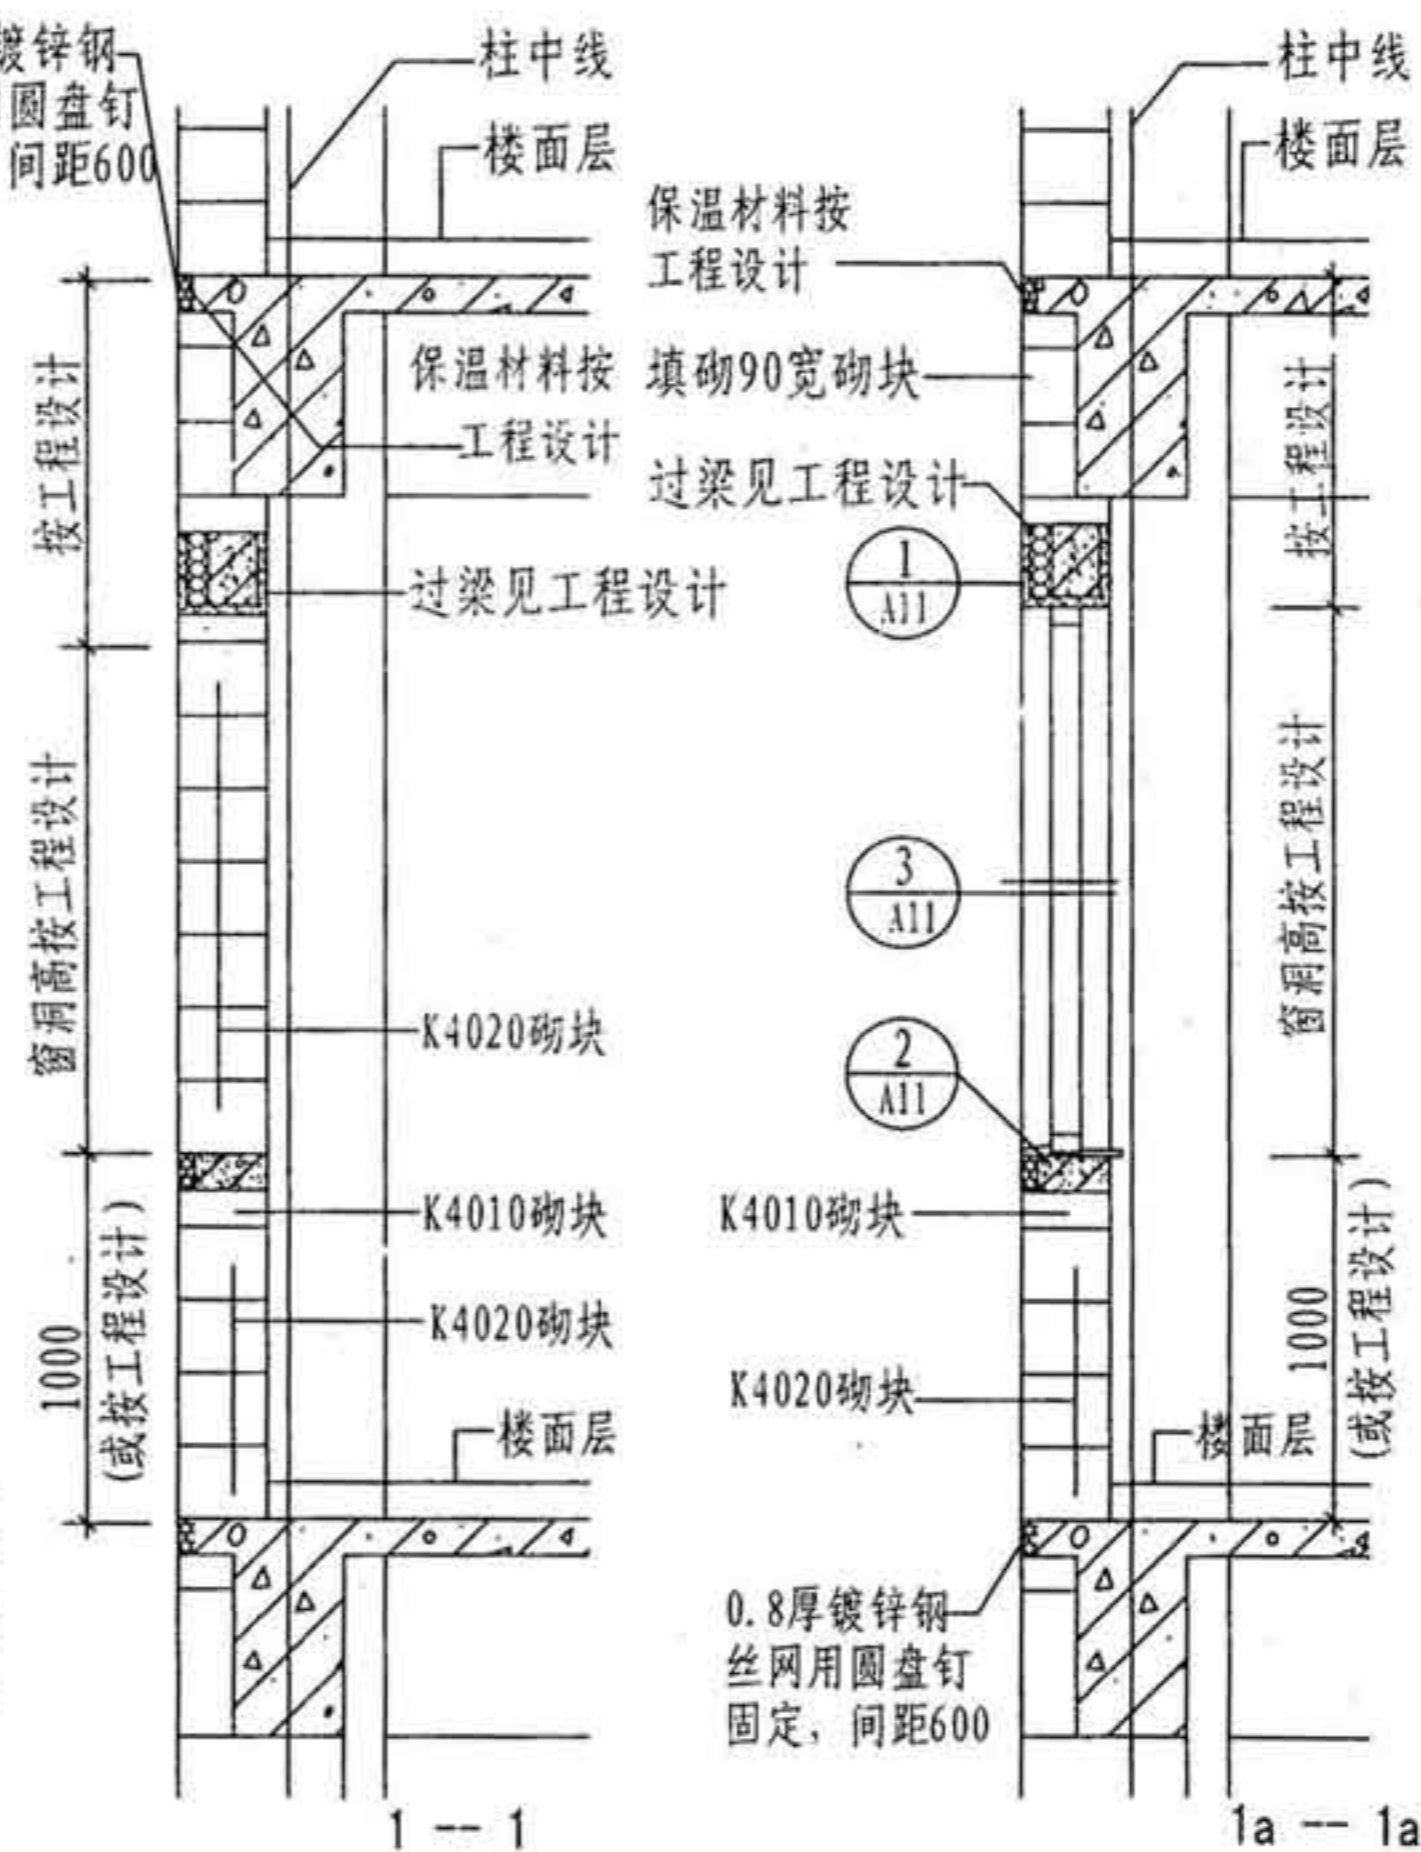 镀锌钢
圆盘钉
间距600
柱中线
楼面层
按工程设计
保温材料按
工程设计
过梁见工程设计
窗洞高按工程设计
K4020砌块
K4010砌块
K4020砌块
1000
(或按工程设计)
楼面层
1 -- 1
柱中线
楼面层
保温材料按
工程设计
填砌90宽砌块
过梁见工程设计
按工程设计
1
A11
3
A11
窗洞高按工程设计
2
A11
K4010砌块
K4020砌块
1000
(或按工程设计)
楼面层
0.8厚镀锌钢
丝网用圆盘钉
固定，间距600
1a -- 1a